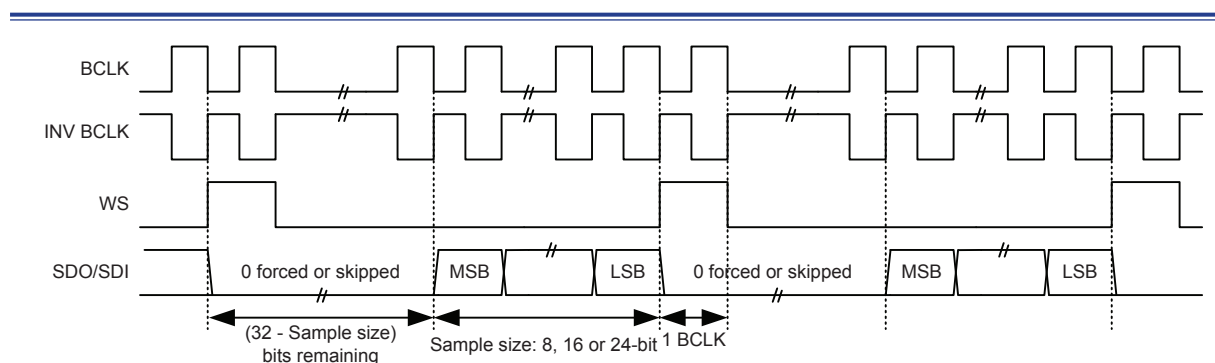 BCLK
INV BCLK
WS
SDO/SDI
0 forced or skipped
MSB
LSB
0 forced or skipped
MSB
LSB
(32 - Sample size)
bits remaining
Sample size: 8, 16 or 24-bit
1 BCLK